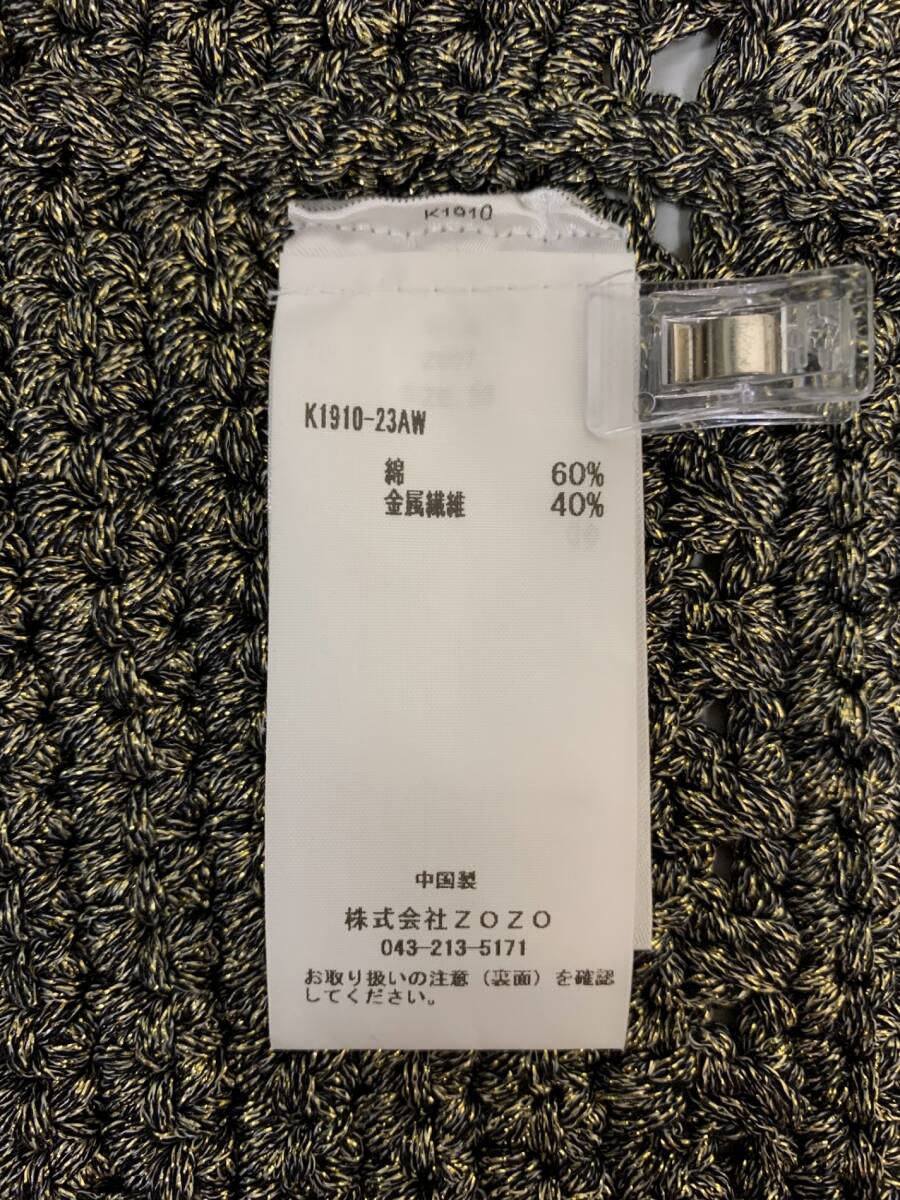 K1910
K1910-23AW
綿 60%
金属繊維 40%
中国製
株式会社ZOZO
043-213-5171
お取り扱いの注意（裏面）を確認
してください。